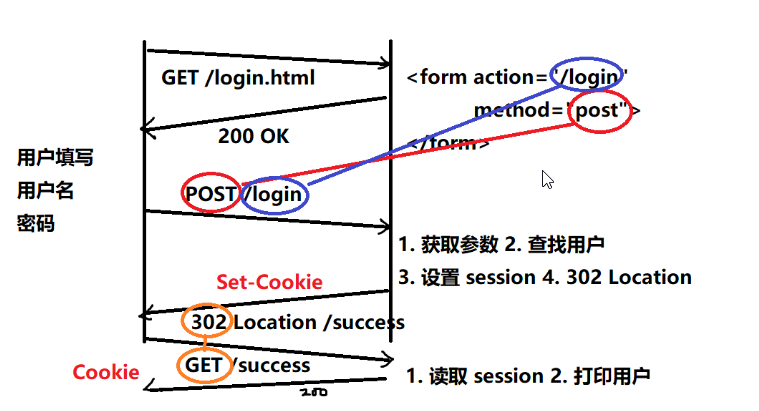 GET /login.html
<form action="/login"
method="post">
200 OK
</form>
用户填写
用户名
密码
POST /login
1. 获取参数 2. 查找用户
3. 设置 session 4. 302 Location
Set-Cookie
302 Location /success
GET /success
Cookie
1. 读取 session 2. 打印用户